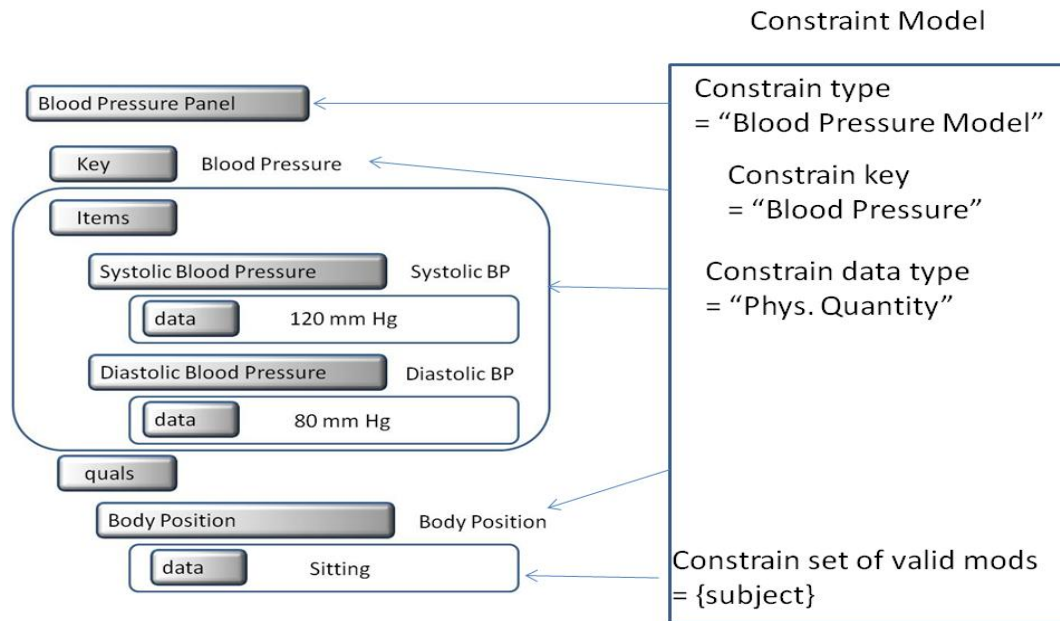 Constraint Model
Blood Pressure Panel
Key Blood Pressure
Items
Systolic Blood Pressure Systolic BP
data 120 mm Hg
Diastolic Blood Pressure Diastolic BP
data 80 mm Hg
quals
Body Position Body Position
data Sitting
Constrain type
= “Blood Pressure Model”
Constrain key
= “Blood Pressure”
Constrain data type
= “Phys. Quantity”
Constrain set of valid mods
= {subject}